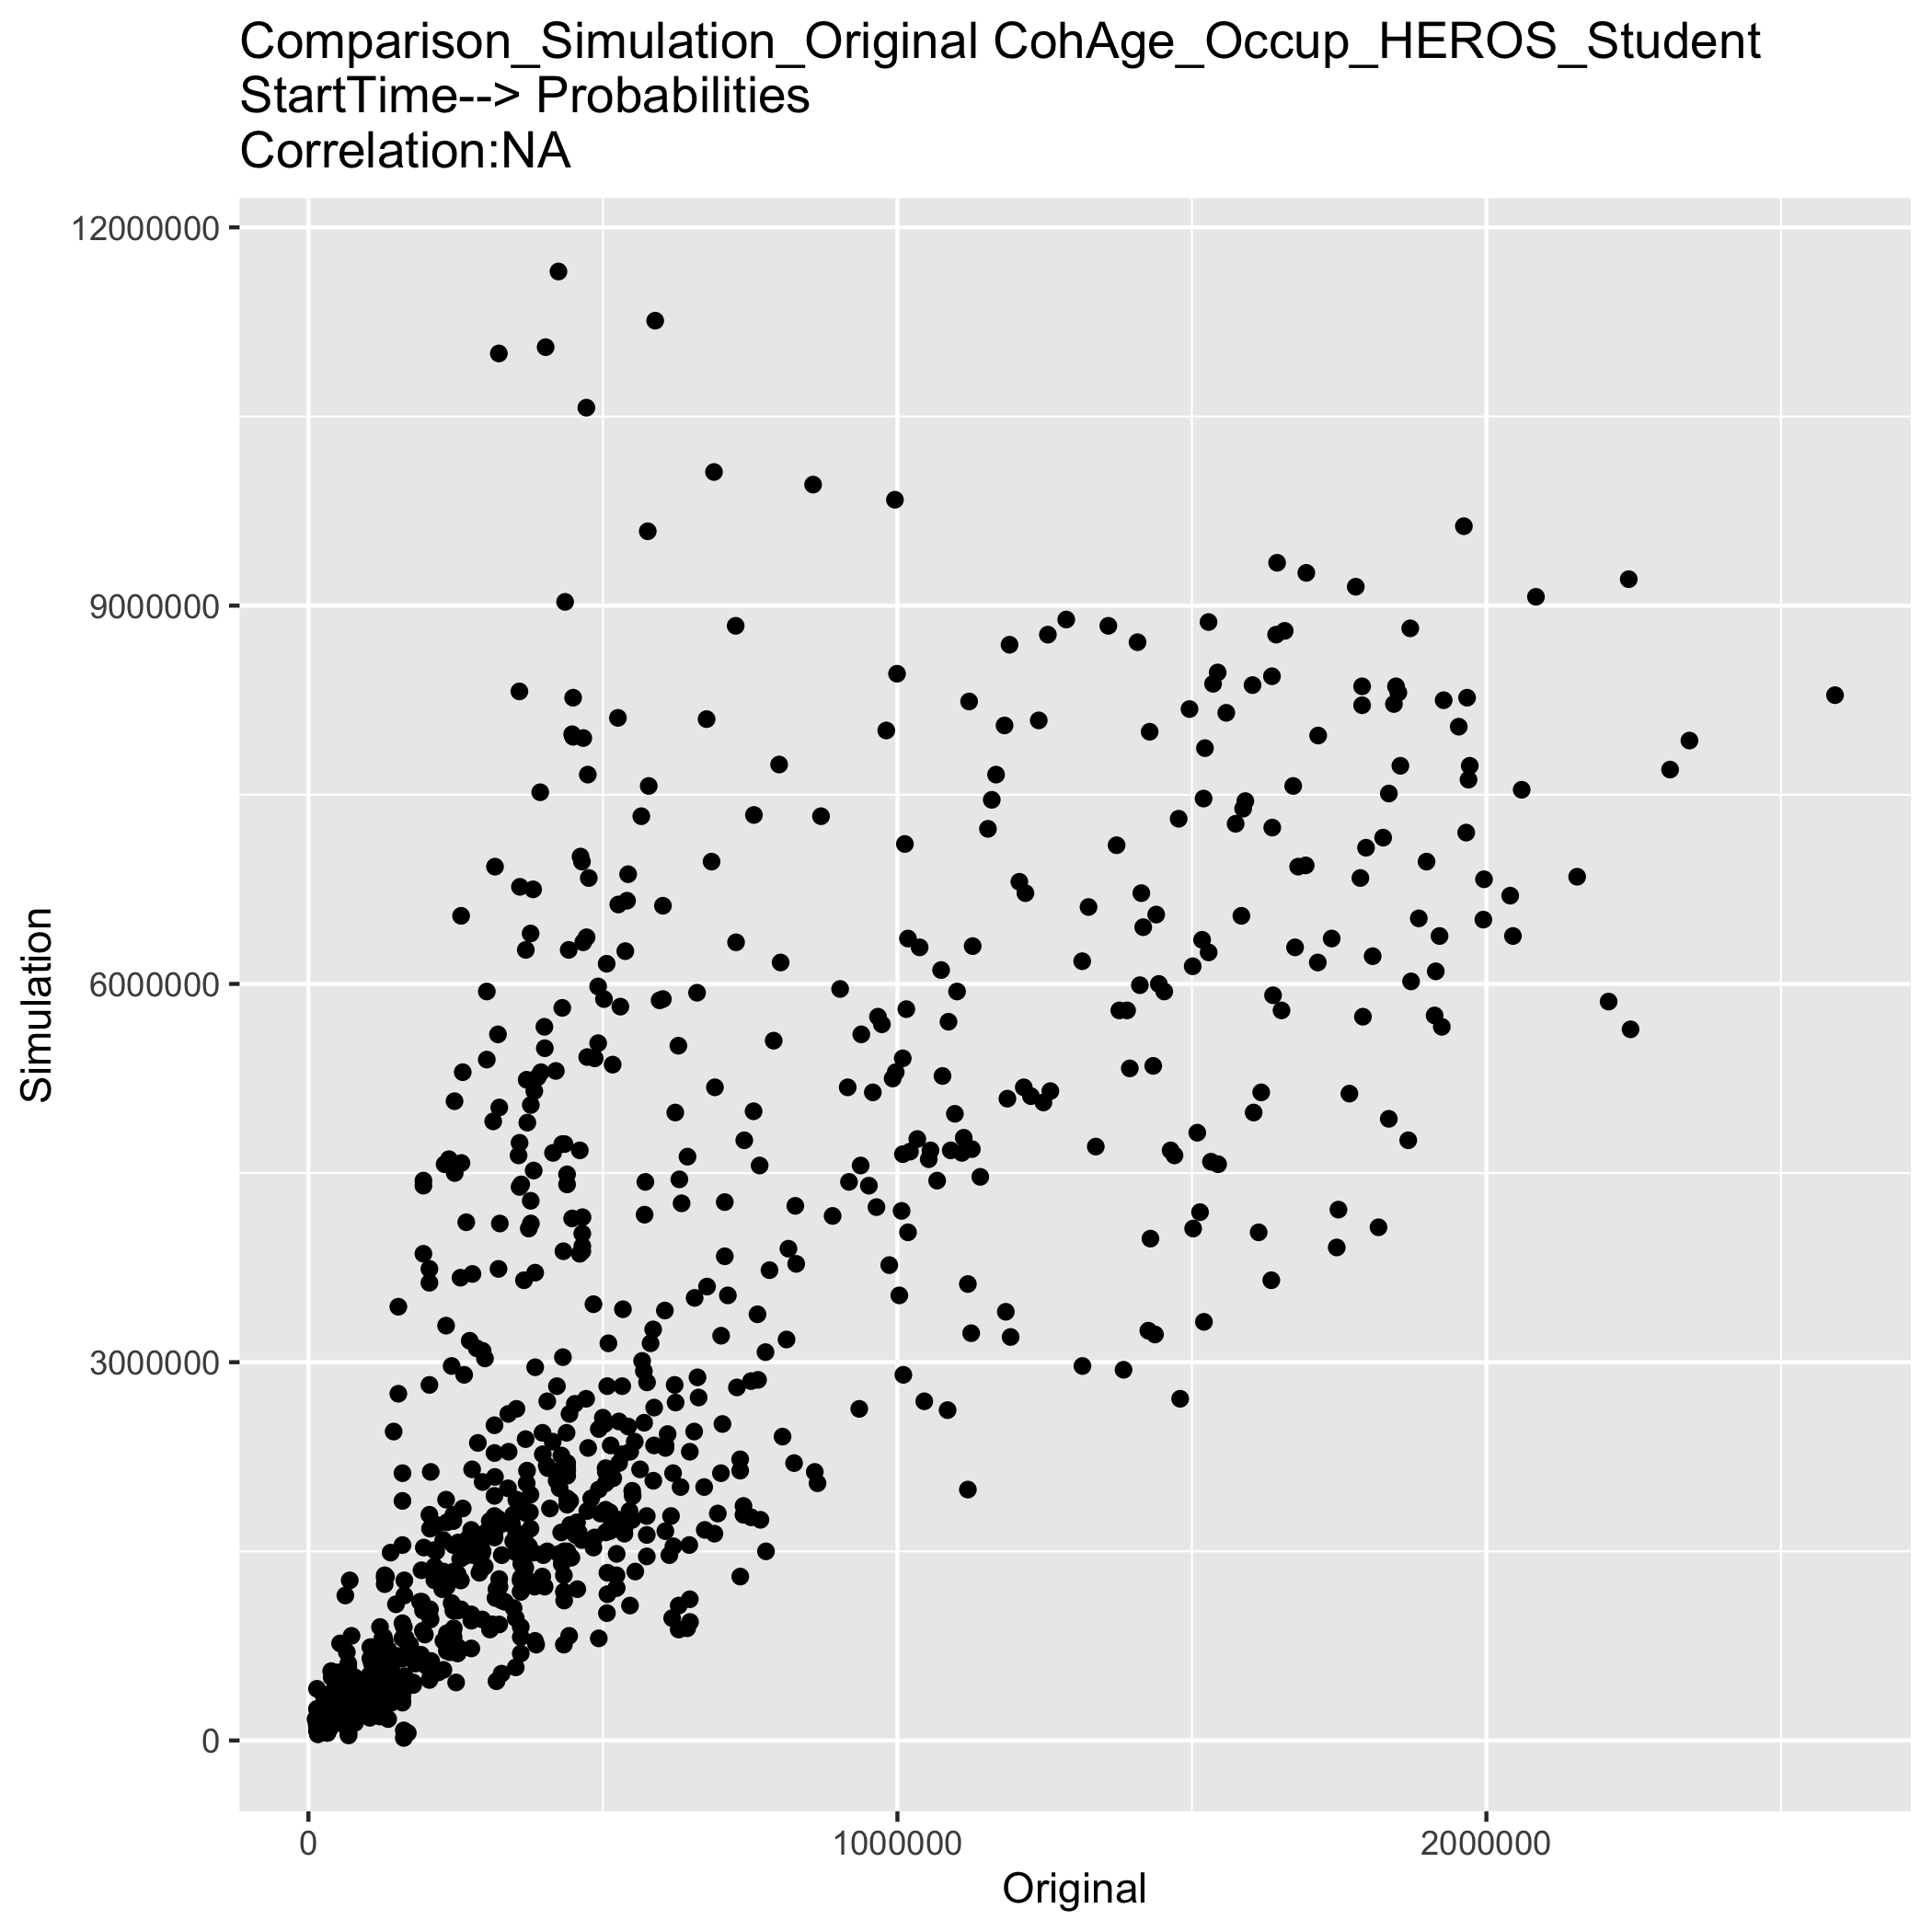 Comparison_Simulation_Original CohAge_Occup_HEROS_Student
StartTime--> Probabilities
Correlation:NA
12000000
9000000
6000000
3000000
0
Simulation
0 1000000 2000000
Original